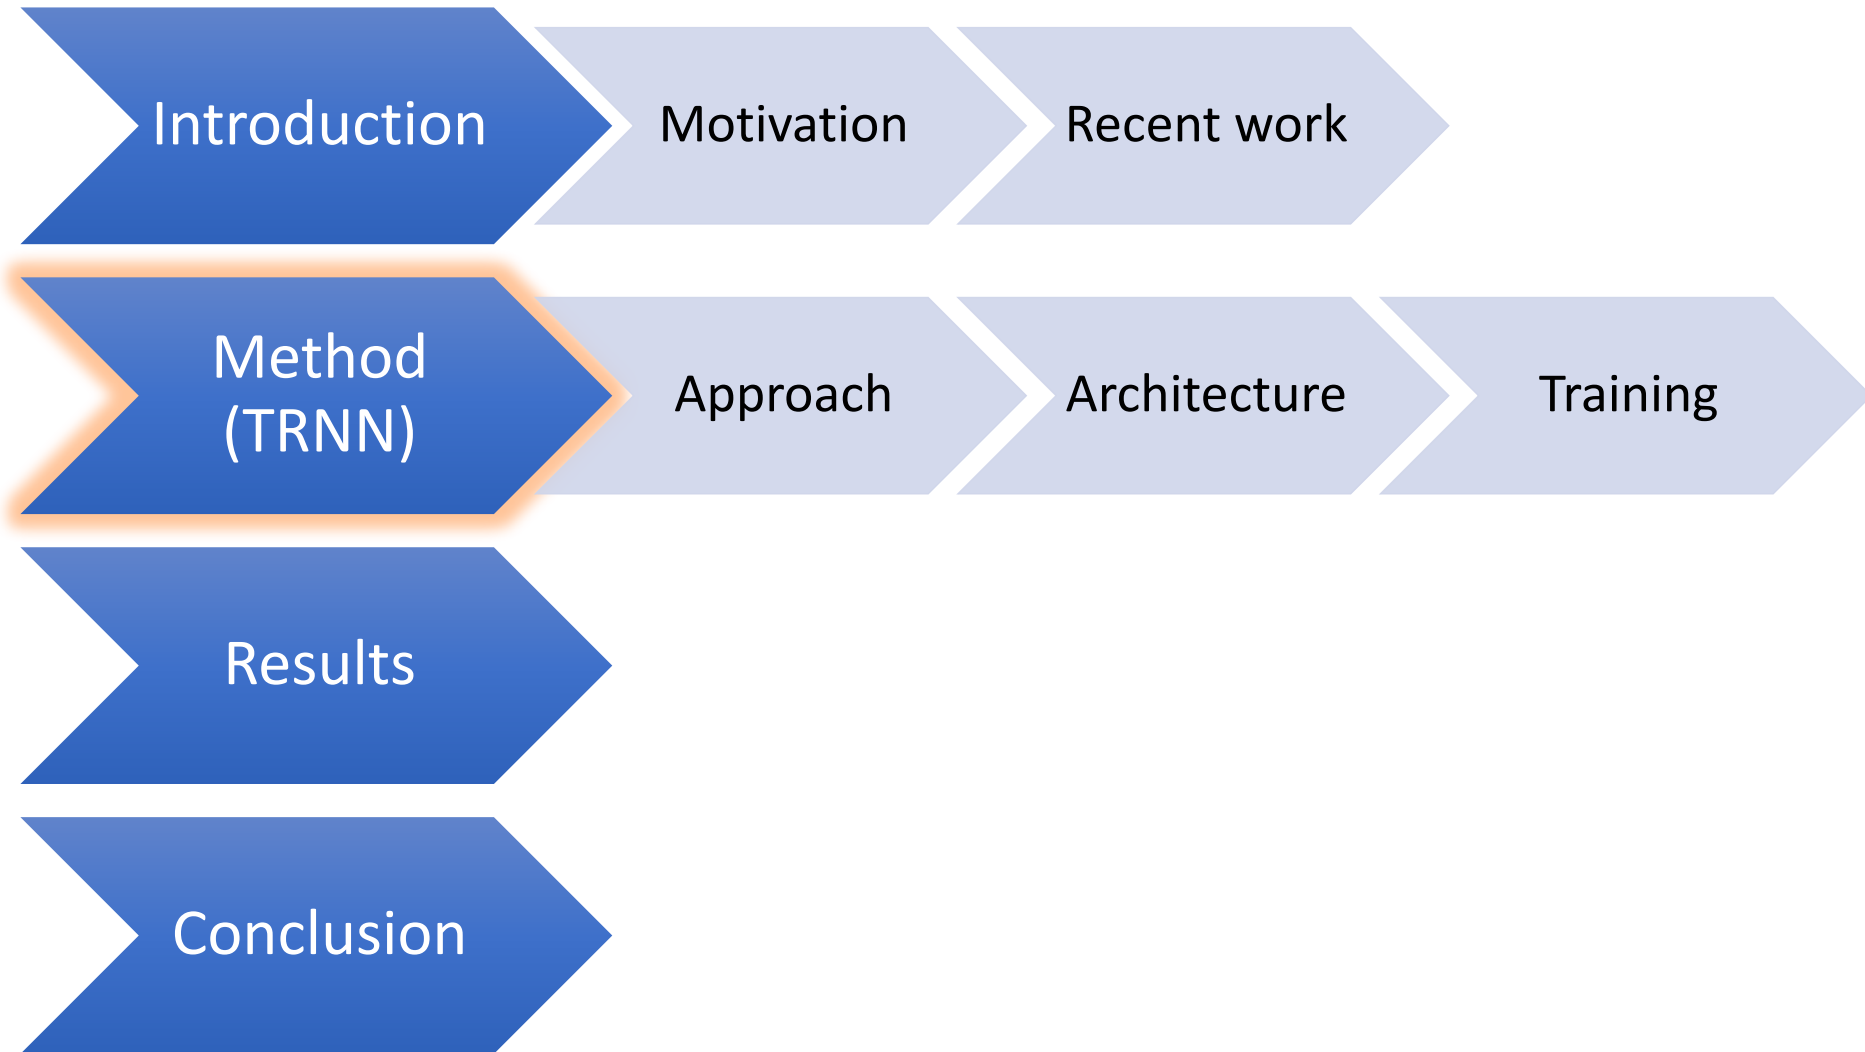 Introduction
Motivation
Recent work
Method
(TRNN)
Approach
Architecture
Training
Results
Conclusion